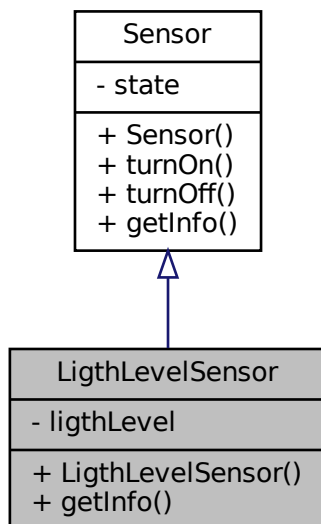 Sensor
- state
+ Sensor()
+ turnOn()
+ turnOff()
+ getInfo()
LigthLevelSensor
- ligthLevel
+ LigthLevelSensor()
+ getInfo()